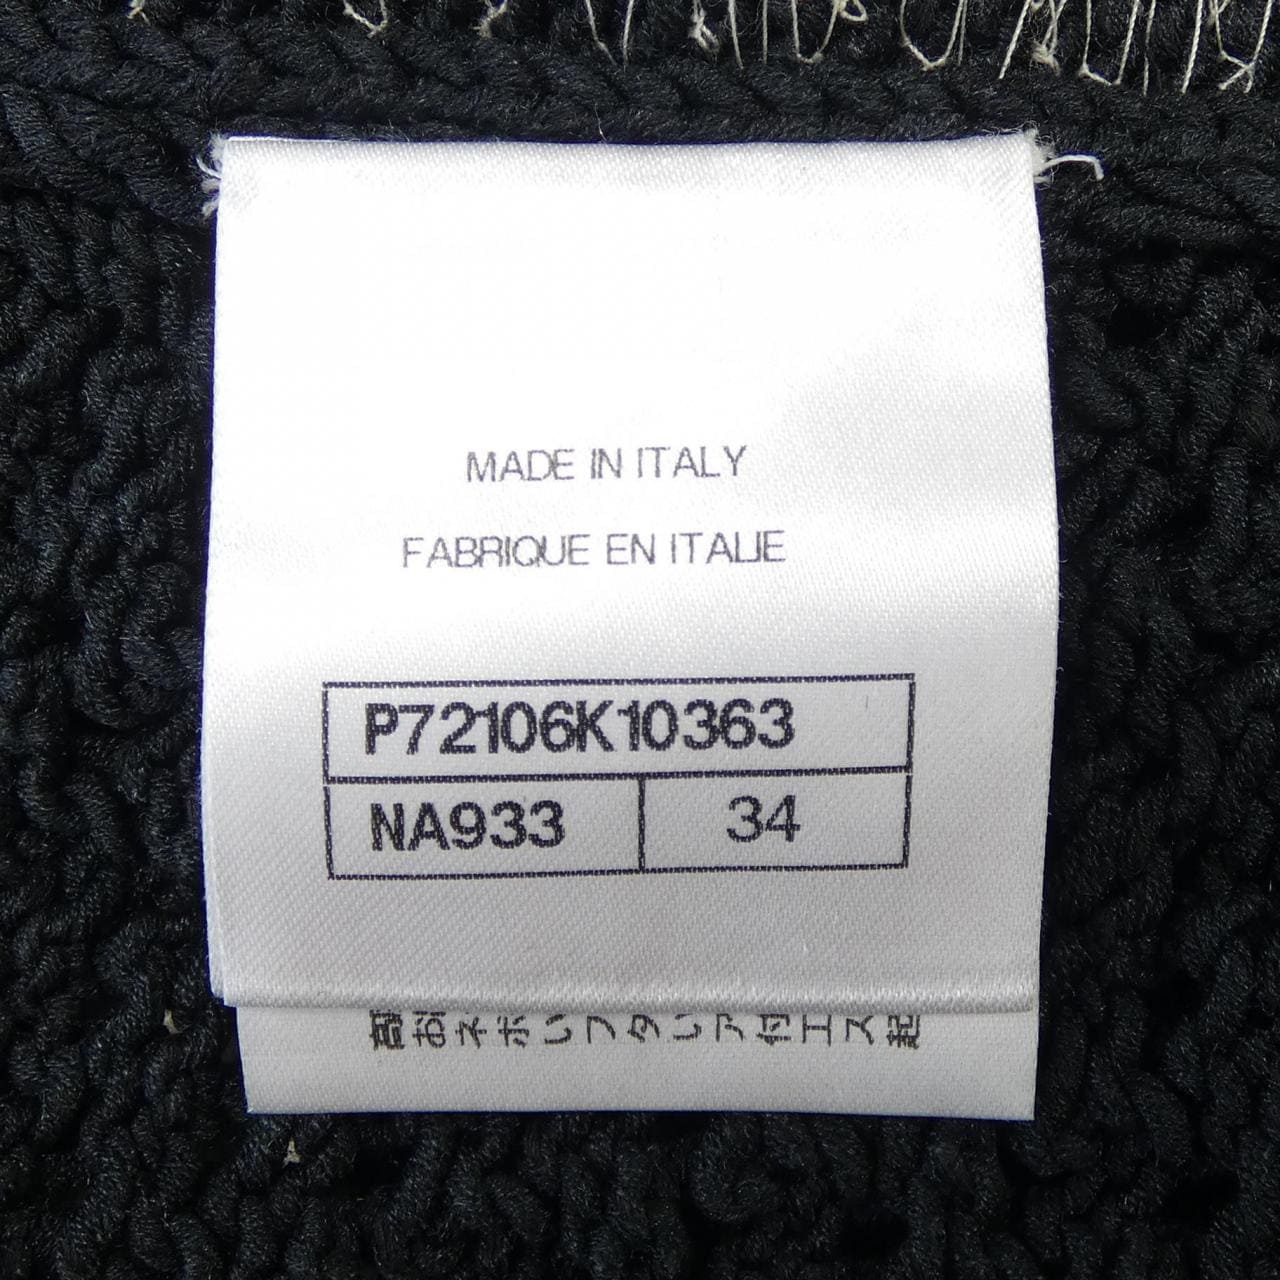 MADE IN ITALY
FABRIQUE EN ITALIE
P72106K10363
NA933 34